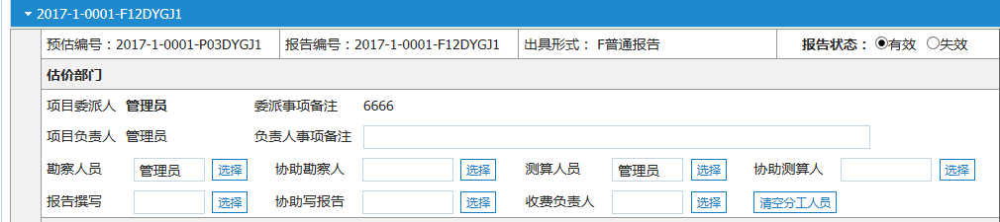 2017-1-0001-F12DYGJ1
预估编号：2017-1-0001-P03DYGJ1 报告编号：2017-1-0001-F12DYGJ1 出具形式： F普通报告 报告状态： 有效 失效
估价部门
项目委派人 管理员 委派事项备注 6666
项目负责人 管理员 负责人事项备注
勘察人员 管理员 选择 协助勘察人 选择 测算人员 管理员 选择 协助测算人 选择
报告撰写 选择 协助写报告 选择 收费负责人 选择 清空分工人员